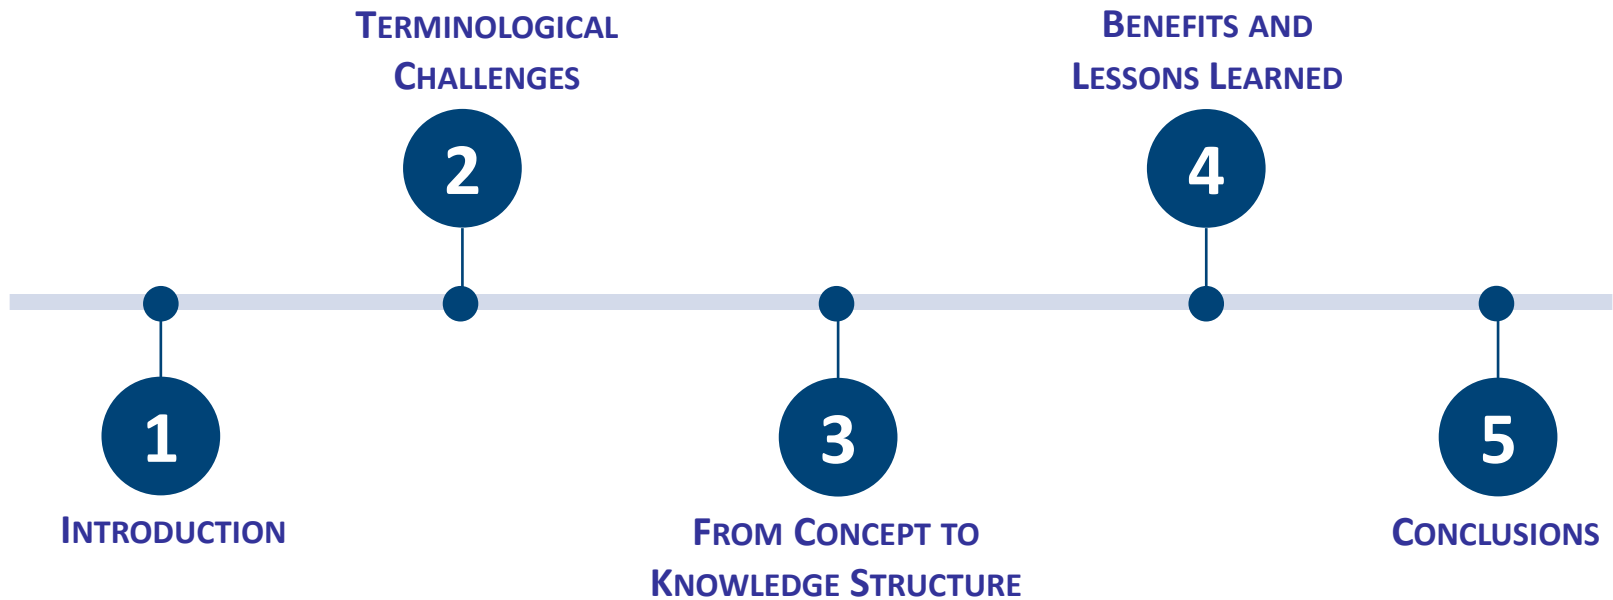 1
INTRODUCTION
TERMINOLOGICAL
CHALLENGES
2
3
FROM CONCEPT TO
KNOWLEDGE STRUCTURE
BENEFITS AND
LESSONS LEARNED
4
5
CONCLUSIONS